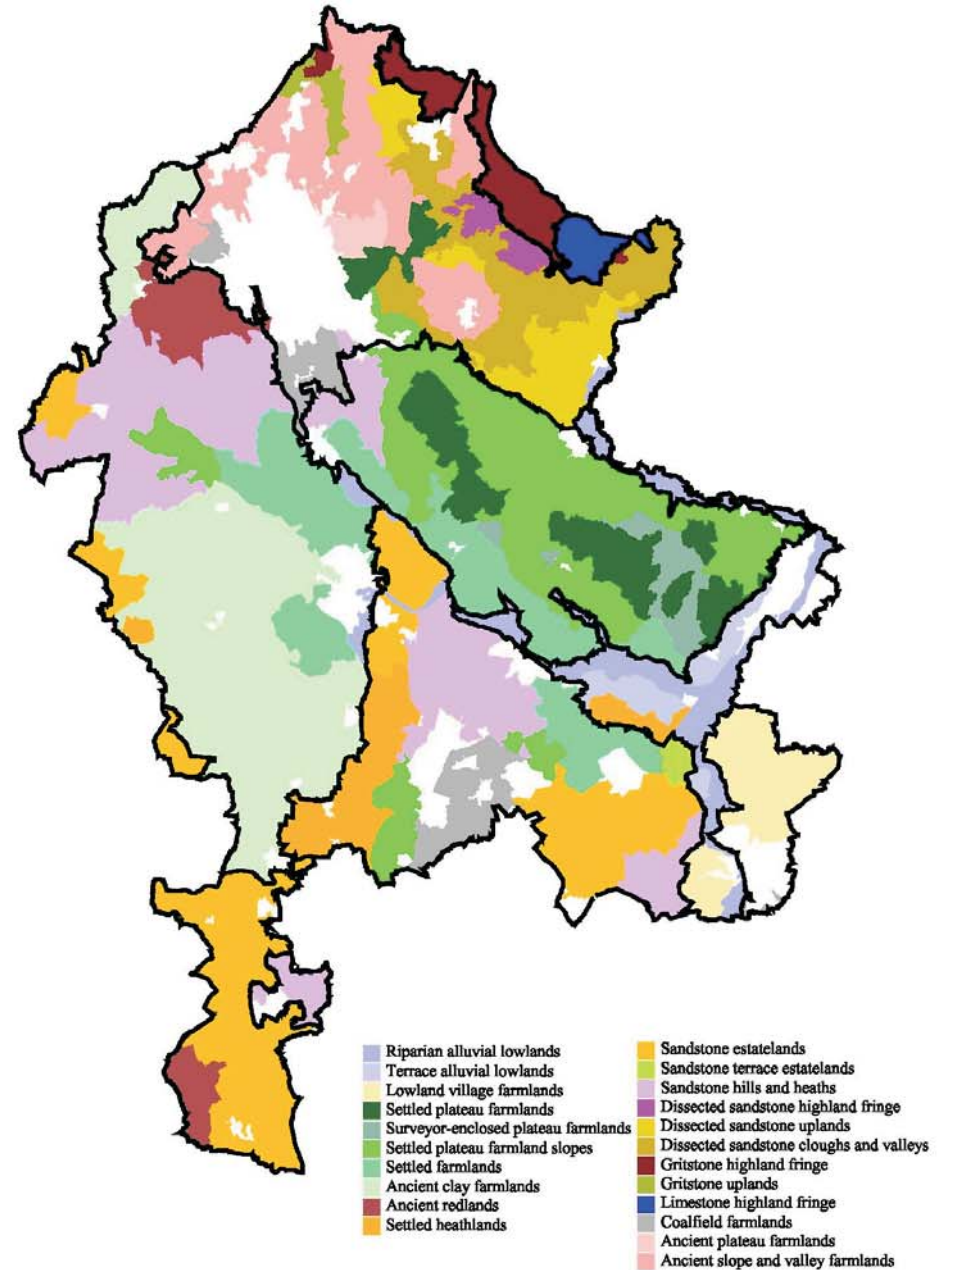 Riparian alluvial lowlands
Terrace alluvial lowlands
Lowland village farmlands
Settled plateau farmlands
Surveyor-enclosed plateau farmlands
Settled plateau farmland slopes
Settled farmlands
Ancient clay farmlands
Ancient redlands
Settled heathlands
Sandstone estatelands
Sandstone terrace estatelands
Sandstone hills and heaths
Dissected sandstone highland fringe
Dissected sandstone uplands
Dissected sandstone cloughs and valleys
Gritstone highland fringe
Gritstone uplands
Limestone highland fringe
Coalfield farmlands
Ancient plateau farmlands
Ancient slope and valley farmlands